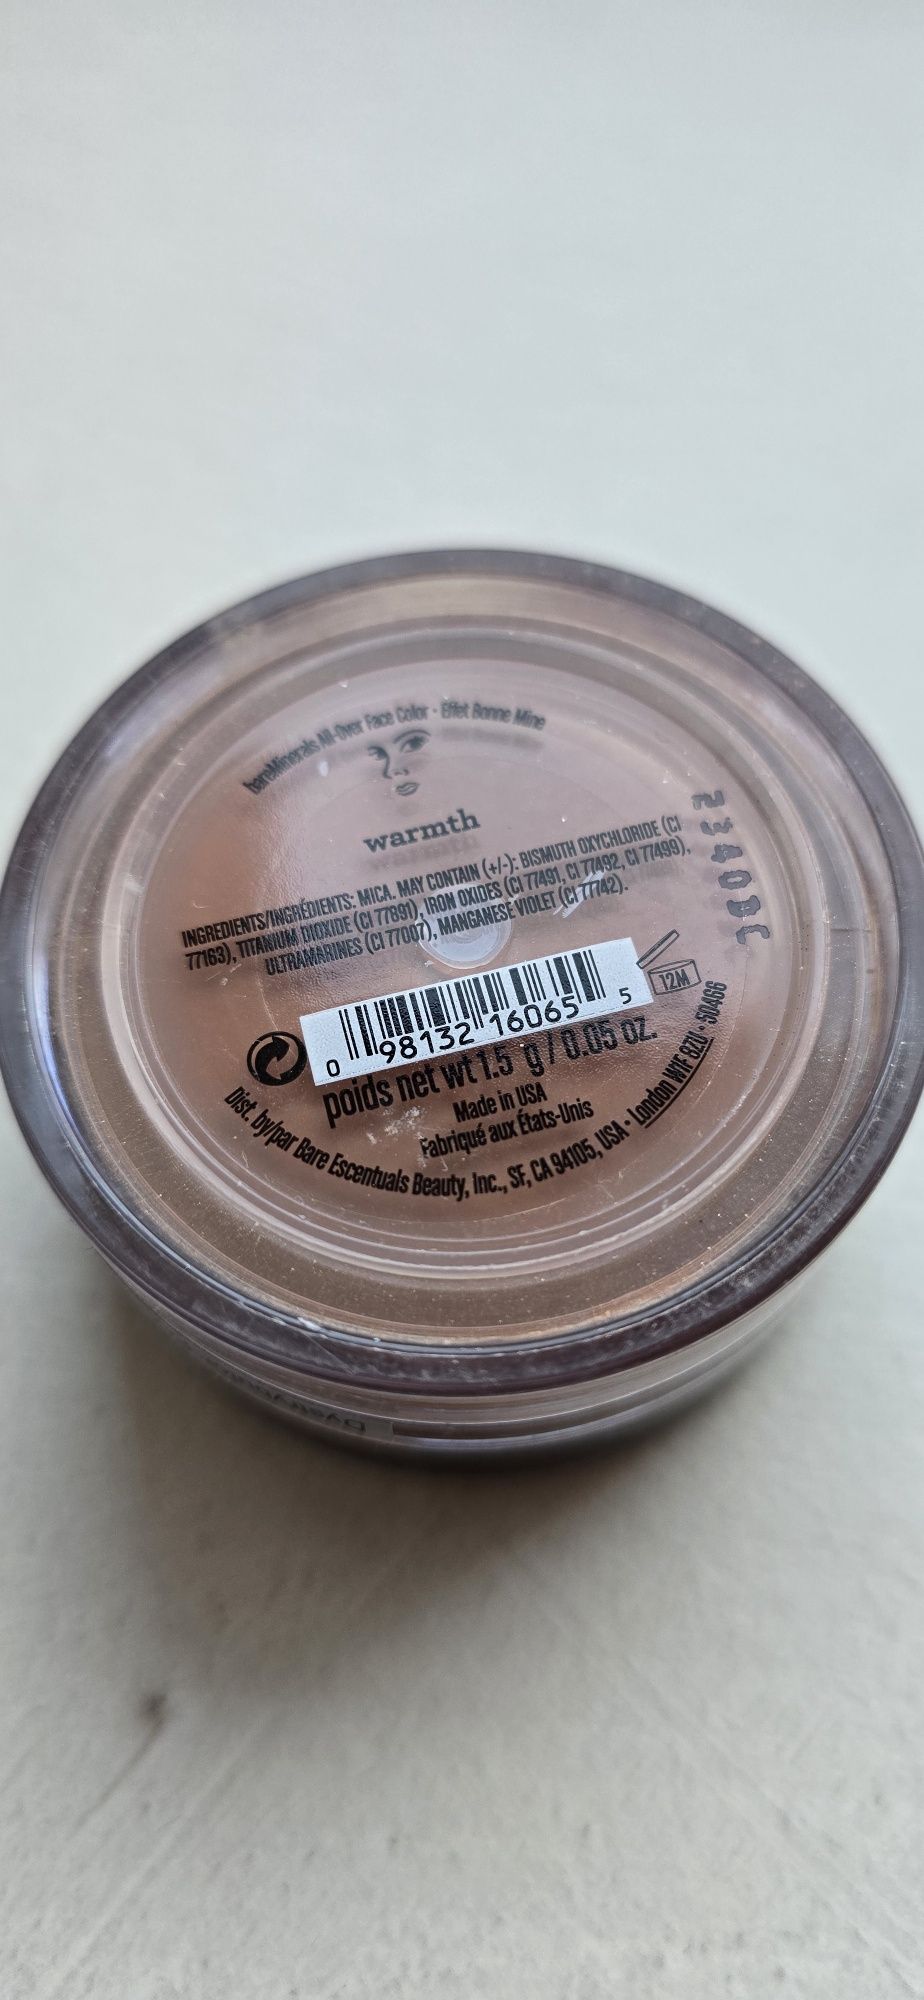 bareMinerals All-Over Face Color - Effet Bonne Mine
warmth
INGREDIENTS/INGRÉDIENTS: MICA. MAY CONTAIN (+/-): BISMUTH OXYCHLORIDE (CI
77163), TITANIUM DIOXIDE (CI 77891), IRON OXIDES (CI 77491, CI 77492, CI 77499),
ULTRAMARINES (CI 77007), MANGANESE VIOLET (CI 77742).
12M
0 98132 16065 5
poids net wt 1.5 g / 0.05 oz.
Made in USA
Fabriqué aux États-Unis
Dist. by/par Bare Escentuals Beauty, Inc., SF, CA 94105, USA • London W1F 8ZU • 50466